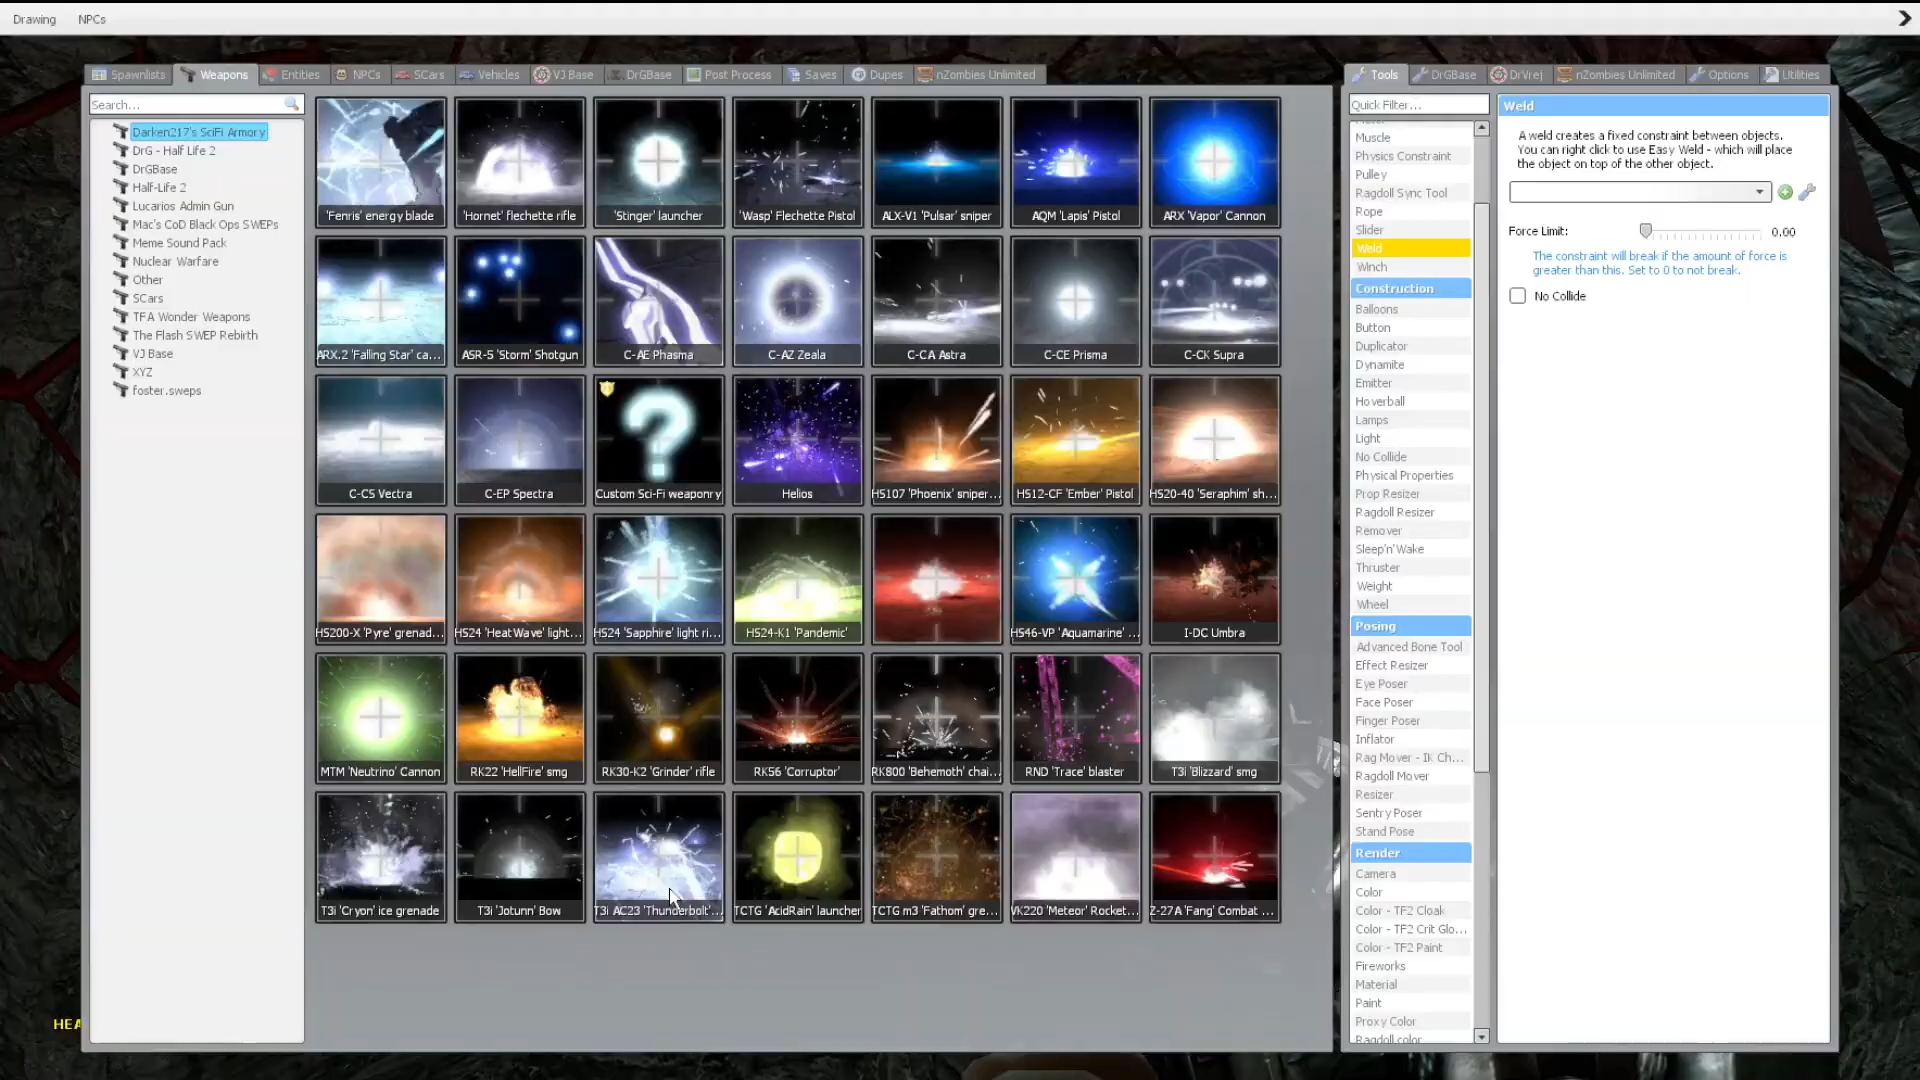 Drawing NPCs
Spawnlists Weapons Entities NPCs SCars Vehicles VJ Base DrGBase Post Process Saves Dupes nZombies Unlimited
Search...
Darken217's SciFi Armory
DrG - Half Life 2
DrGBase
Half-Life 2
Lucarios Admin Gun
Mac's CoD Black Ops SWEPs
Meme Sound Pack
Nuclear Warfare
Other
SCars
TFA Wonder Weapons
The Flash SWEP Rebirth
VJ Base
XYZ
foster.sweps
'Fenris' energy blade 'Hornet' flechette rifle 'Stinger' launcher 'Wasp' Flechette Pistol ALX-V1 'Pulsar' sniper AQM 'Lapis' Pistol ARX 'Vapor' Cannon
ARX.2 'Falling Star' ca... ASR-5 'Storm' Shotgun C-AE Phasma C-AZ Zeala C-CA Astra C-CE Prisma C-CK Supra
C-CS Vectra C-EP Spectra Custom Sci-Fi weaponry Helios HS107 'Phoenix' sniper... HS12-CF 'Ember' Pistol HS20-40 'Seraphim' sh...
HS200-X 'Pyre' grenad... HS24 'HeatWave' light... HS24 'Sapphire' light ri... HS24-K1 'Pandemic' HS46-VP 'Aquamarine' ... I-DC Umbra
MTM 'Neutrino' Cannon RK22 'HellFire' smg RK30-K2 'Grinder' rifle RK56 'Corruptor' RK800 'Behemoth' chai... RND 'Trace' blaster T3i 'Blizzard' smg
T3i 'Cryon' ice grenade T3i 'Jotunn' Bow T3i AC23 'Thunderbolt'... TCTG 'AcidRain' launcher TCTG m3 'Fathom' gre... VK220 'Meteor' Rocket... Z-27A 'Fang' Combat ...
HEA
Tools DrGBase DrVrej nZombies Unlimited Options Utilities
Quick Filter...
Muscle
Physics Constraint
Pulley
Ragdoll Sync Tool
Rope
Slider
Weld
Winch
Construction
Balloons
Button
Duplicator
Dynamite
Emitter
Hoverball
Lamps
Light
No Collide
Physical Properties
Prop Resizer
Ragdoll Resizer
Remover
Sleep'n'Wake
Thruster
Weight
Wheel
Posing
Advanced Bone Tool
Effect Resizer
Eye Poser
Face Poser
Finger Poser
Inflator
Rag Mover - IK Ch...
Ragdoll Mover
Resizer
Sentry Poser
Stand Pose
Render
Camera
Color
Color - TF2 Cloak
Color - TF2 Crit Glo...
Color - TF2 Paint
Fireworks
Material
Paint
Proxy Color
Ragdoll color
Weld
A weld creates a fixed constraint between objects.
You can right click to use Easy Weld - which will place
the object on top of the other object.
Force Limit: 0.00
The constraint will break if the amount of force is
greater than this. Set to 0 to not break.
No Collide